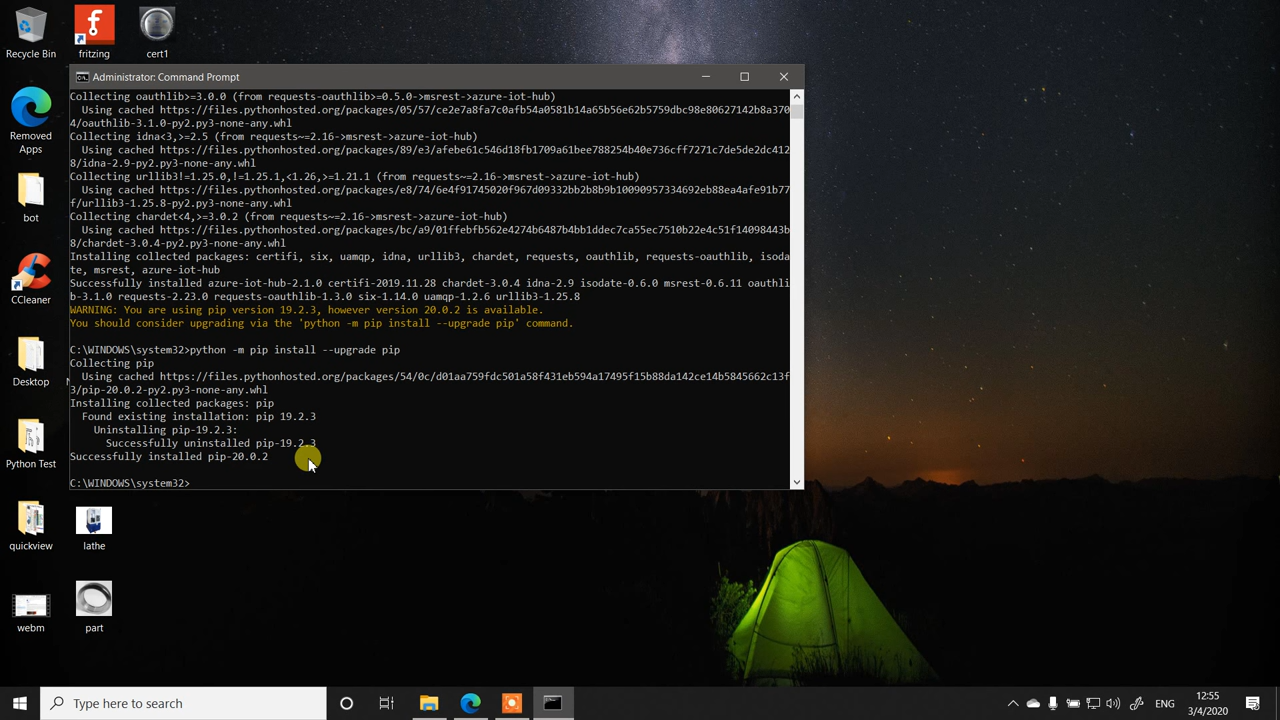 Recycle Bin
fritzing
cert1
Removed
Apps
bot
CCleaner
Desktop
Python Test
quickview
lathe
webm
part
Administrator: Command Prompt
Collecting oauthlib>=3.0.0 (from requests-oauthlib>=0.5.0->msrest->azure-iot-hub)
Using cached https://files.pythonhosted.org/packages/05/57/ce2e7a8fa7c0afb54a0581b14a65b56e62b5759dbc98e80627142b8a370
4/oauthlib-3.1.0-py2.py3-none-any.whl
Collecting idna<3,>=2.5 (from requests~=2.16->msrest->azure-iot-hub)
Using cached https://files.pythonhosted.org/packages/89/e3/afebe61c546d18fb1709a61bee788254b40e736cff7271c7de5de2dc412
8/idna-2.9-py2.py3-none-any.whl
Collecting urllib3!=1.25.0,!=1.25.1,<1.26,>=1.21.1 (from requests~=2.16->msrest->azure-iot-hub)
Using cached https://files.pythonhosted.org/packages/e8/74/6e4f91745020f967d09332bb2b8b9b10090957334692eb88ea4afe91b77
f/urllib3-1.25.8-py2.py3-none-any.whl
Collecting chardet<4,>=3.0.2 (from requests~=2.16->msrest->azure-iot-hub)
Using cached https://files.pythonhosted.org/packages/bc/a9/01ffebfb562e4274b6487b4bb1ddec7ca55ec7510b22e4c51f14098443b
8/chardet-3.0.4-py2.py3-none-any.whl
Installing collected packages: certifi, six, uamqp, idna, urllib3, chardet, requests, oauthlib, requests-oauthlib, isoda
te, msrest, azure-iot-hub
Successfully installed azure-iot-hub-2.1.0 certifi-2019.11.28 chardet-3.0.4 idna-2.9 isodate-0.6.0 msrest-0.6.11 oauthli
b-3.1.0 requests-2.23.0 requests-oauthlib-1.3.0 six-1.14.0 uamqp-1.2.6 urllib3-1.25.8
WARNING: You are using pip version 19.2.3, however version 20.0.2 is available.
You should consider upgrading via the 'python -m pip install --upgrade pip' command.
C:\WINDOWS\system32>python -m pip install --upgrade pip
Collecting pip
Using cached https://files.pythonhosted.org/packages/54/0c/d01aa759fdc501a58f431eb594a17495f15b88da142ce14b5845662c13f
3/pip-20.0.2-py2.py3-none-any.whl
Installing collected packages: pip
Found existing installation: pip 19.2.3
Uninstalling pip-19.2.3:
Successfully uninstalled pip-19.2.3
Successfully installed pip-20.0.2
C:\WINDOWS\system32>
Type here to search
ENG
12:55
3/4/2020